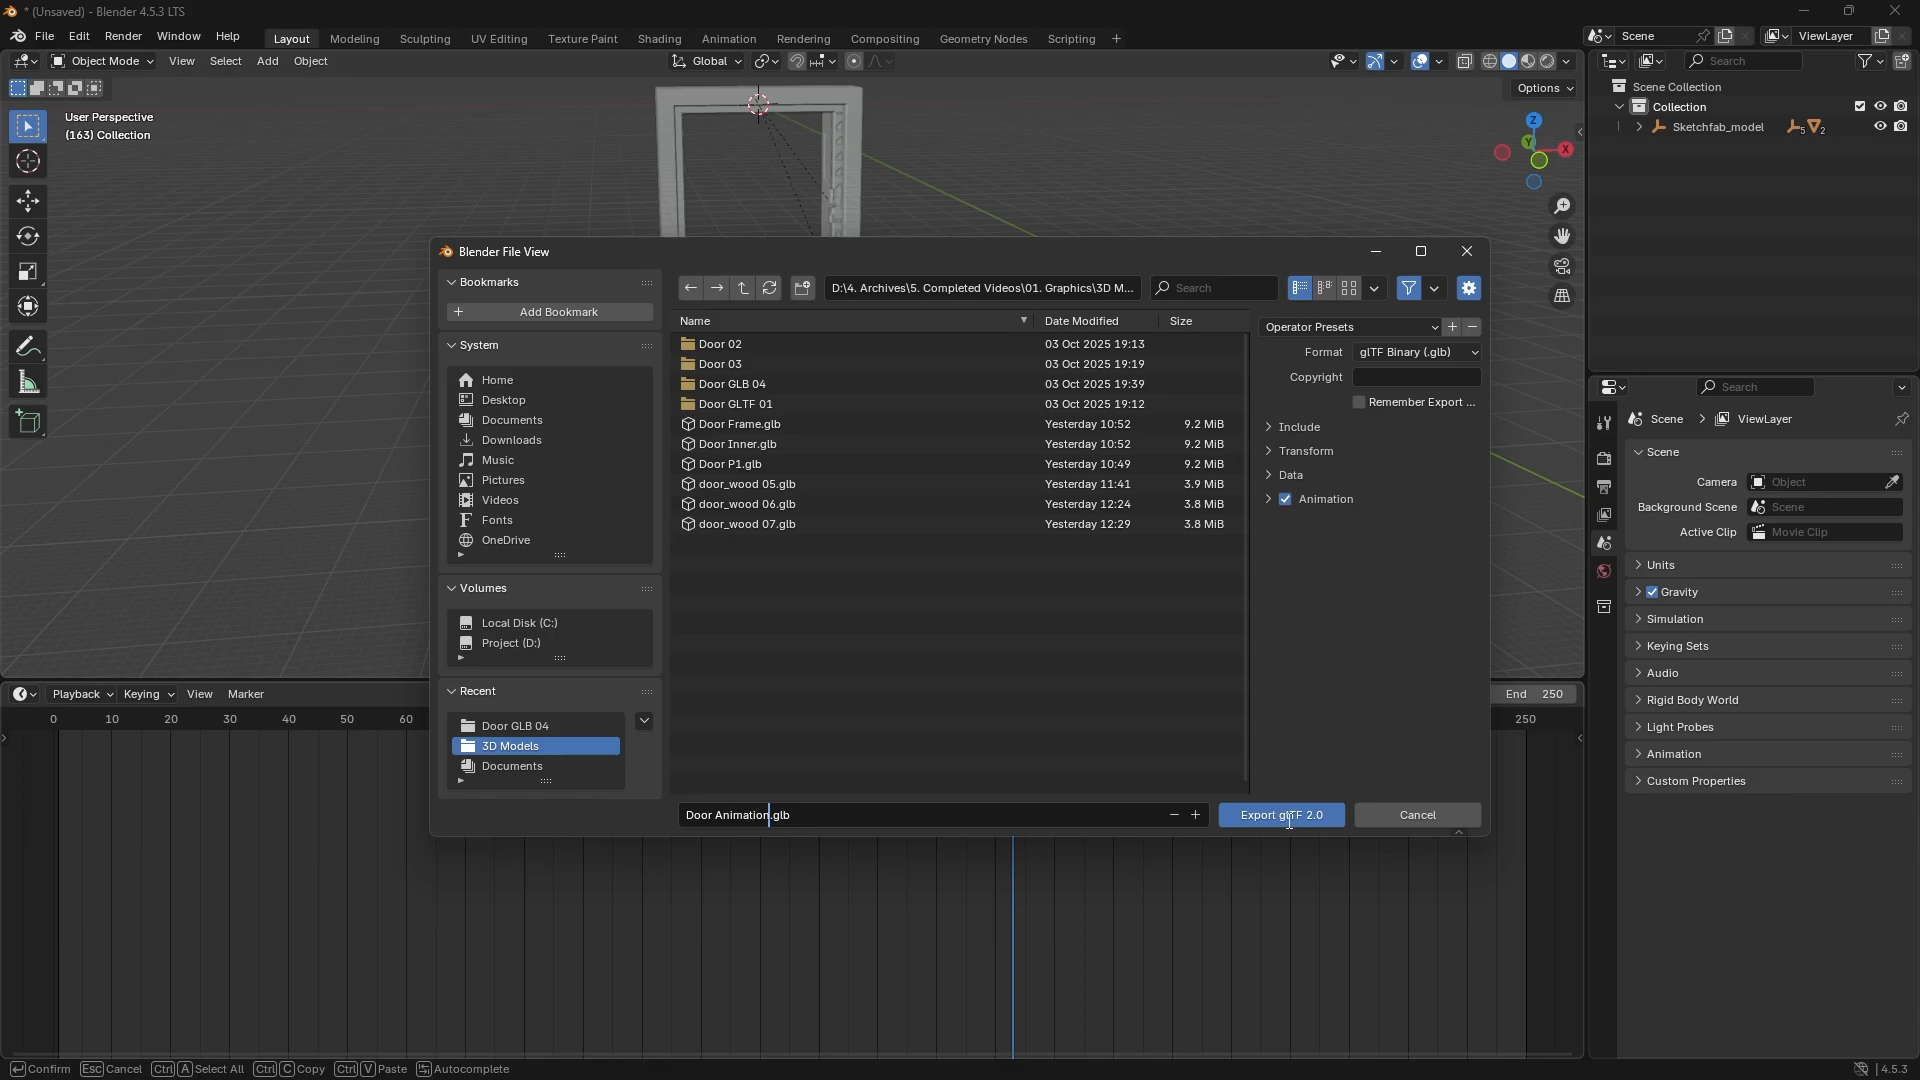 * (Unsaved) - Blender 4.5.3 LTS
File Edit Render Window Help
Layout Modeling Sculpting UV Editing Texture Paint Shading Animation Rendering Compositing Geometry Nodes Scripting +
Scene
ViewLayer
Object Mode View Select Add Object
Global
Search
Options
User Perspective
(163) Collection
Z
Y
X
Scene Collection
Collection
Sketchfab_model
5
2
Blender File View
Bookmarks
Add Bookmark
System
Home
Desktop
Documents
Downloads
Music
Pictures
Videos
Fonts
OneDrive
Volumes
Local Disk (C:)
Project (D:)
Recent
Door GLB 04
3D Models
Documents
D:\4. Archives\5. Completed Videos\01. Graphics\3D M...
Search
Name Date Modified Size
Door 02 03 Oct 2025 19:13
Door 03 03 Oct 2025 19:19
Door GLB 04 03 Oct 2025 19:39
Door GLTF 01 03 Oct 2025 19:12
Door Frame.glb Yesterday 10:52 9.2 MiB
Door Inner.glb Yesterday 10:52 9.2 MiB
Door P1.glb Yesterday 10:49 9.2 MiB
door_wood 05.glb Yesterday 11:41 3.9 MiB
door_wood 06.glb Yesterday 12:24 3.8 MiB
door_wood 07.glb Yesterday 12:29 3.8 MiB
Operator Presets
Format glTF Binary (.glb)
Copyright
Remember Export ...
Include
Transform
Data
Animation
Door Animation.glb
Export glTF 2.0
Cancel
Search
Scene > ViewLayer
Scene
Camera Object
Background Scene Scene
Active Clip Movie Clip
Units
Gravity
Simulation
Keying Sets
Audio
Rigid Body World
Light Probes
Animation
Custom Properties
Playback Keying View Marker
End 250
0 10 20 30 40 50 60 250
Confirm Esc Cancel Ctrl A Select All Ctrl C Copy Ctrl V Paste Autocomplete
4.5.3